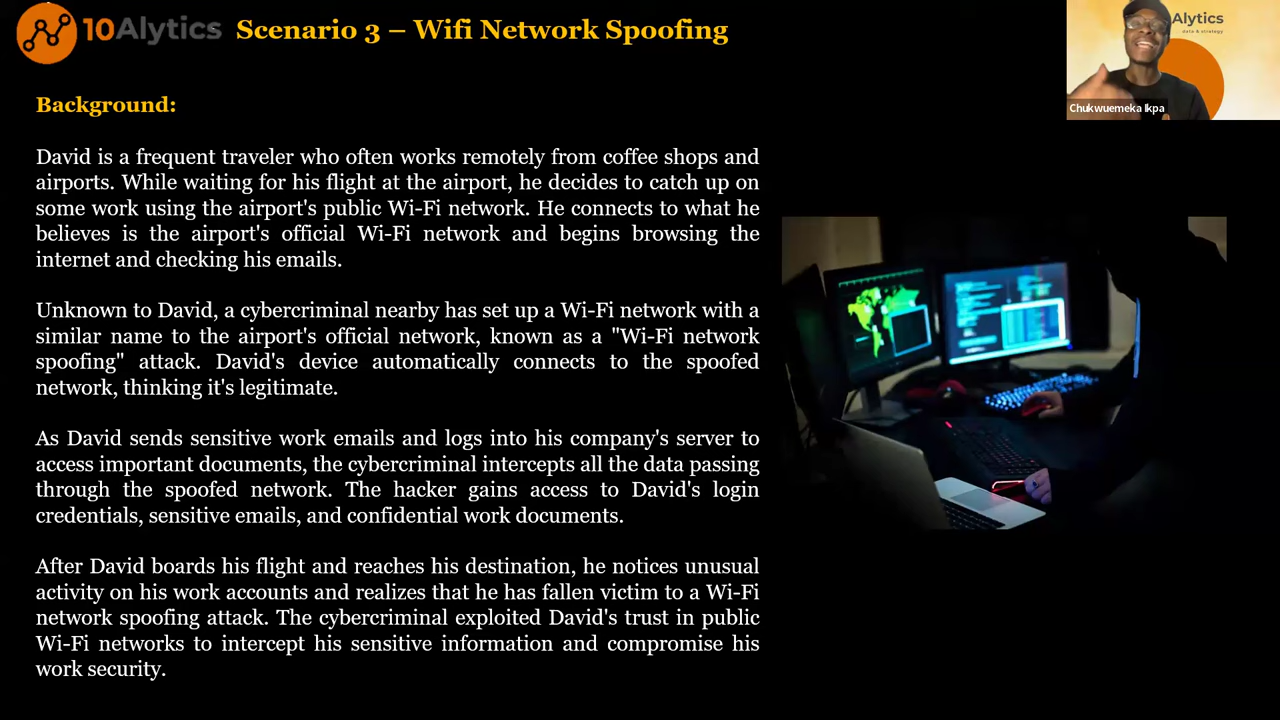 10Alytics
Scenario 3 – Wifi Network Spoofing
Alytics
data & strategy
Chukwuemeka Ikpa
Background:
David is a frequent traveler who often works remotely from coffee shops and
airports. While waiting for his flight at the airport, he decides to catch up on
some work using the airport's public Wi-Fi network. He connects to what he
believes is the airport's official Wi-Fi network and begins browsing the
internet and checking his emails.
Unknown to David, a cybercriminal nearby has set up a Wi-Fi network with a
similar name to the airport's official network, known as a "Wi-Fi network
spoofing" attack. David's device automatically connects to the spoofed
network, thinking it's legitimate.
As David sends sensitive work emails and logs into his company's server to
access important documents, the cybercriminal intercepts all the data passing
through the spoofed network. The hacker gains access to David's login
credentials, sensitive emails, and confidential work documents.
After David boards his flight and reaches his destination, he notices unusual
activity on his work accounts and realizes that he has fallen victim to a Wi-Fi
network spoofing attack. The cybercriminal exploited David's trust in public
Wi-Fi networks to intercept his sensitive information and compromise his
work security.